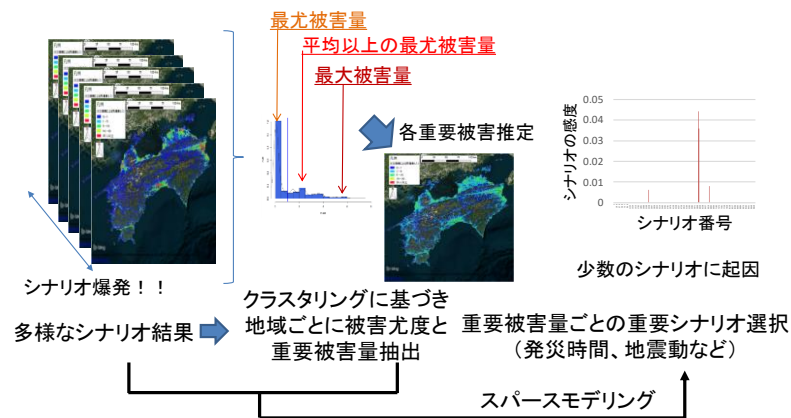 最尤被害量
平均以上の最尤被害量
最大被害量
各重要被害推定
シナリオの感度
0.05
0.04
0.03
0.02
0.01
0
シナリオ番号
シナリオ爆発！！
少数のシナリオに起因
多様なシナリオ結果
クラスタリングに基づき
地域ごとに被害尤度と
重要被害量抽出
重要被害量ごとの重要シナリオ選択
（発災時間、地震動など）
スパースモデリング